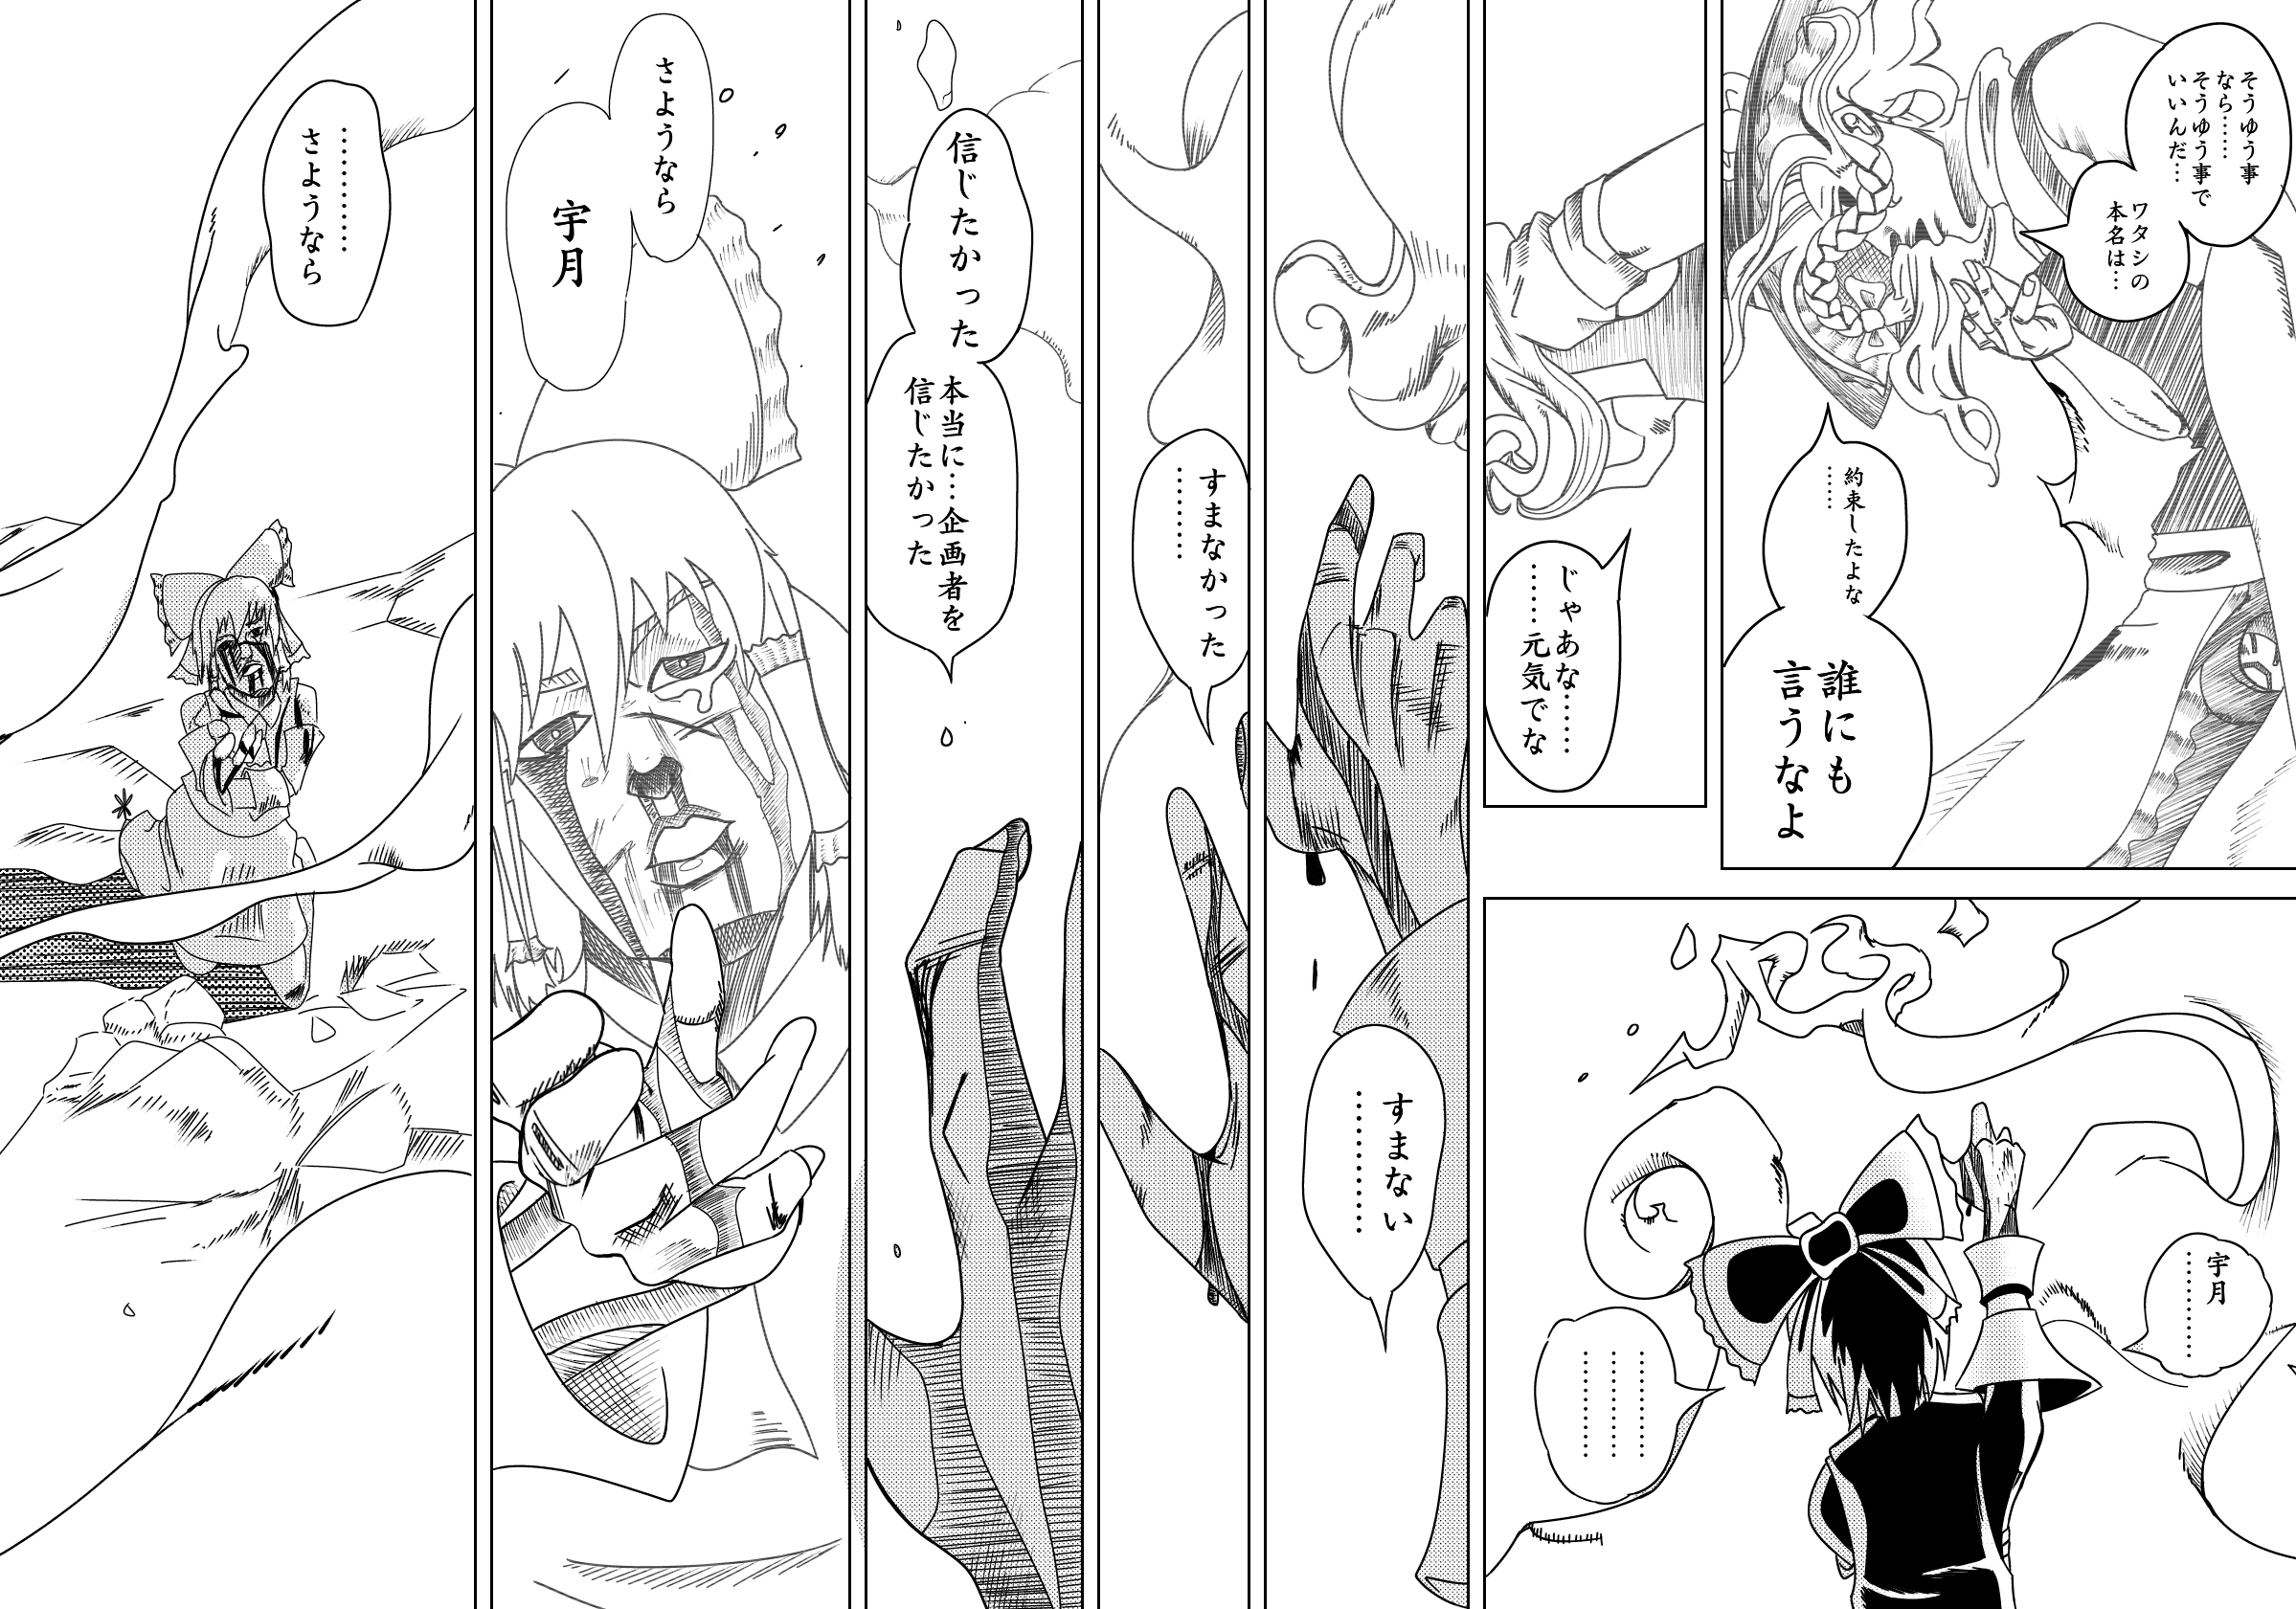 そうゆう事
なら……
そうゆう事で
いいんだ…
ワタシの
本名は…
約束したよな
……
誰にも
言うなよ
じゃあな……
……元気でな
宇月
…………
………
………
………
すまない
…………
すまなかった
………
信じたかった
本当に…企画者を
信じたかった
さようなら
宇月
…………
さようなら